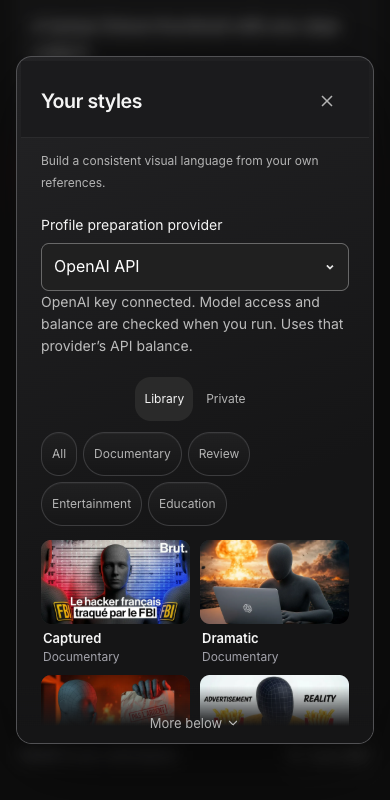 Your styles
Build a consistent visual language from your own
references.
Profile preparation provider
OpenAI API
OpenAI key connected. Model access and
balance are checked when you run. Uses that
provider’s API balance.
Library Private
All Documentary Review
Entertainment Education
Brut.
Le hacker français
FBI traqué par le FBI FBI
Captured
Documentary
Dramatic
Documentary
ADVERTISEMENT REALITY
More below